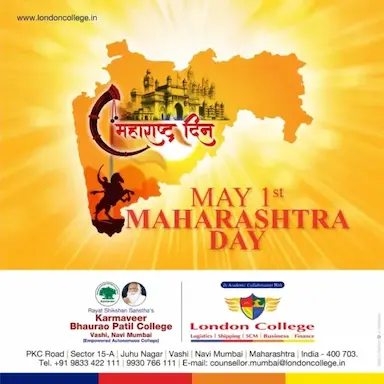 www.londoncollege.in
महाराष्ट्र दिन
MAY 1st
MAHARASHTRA
DAY
Rayat Shikshan Sanstha's
Karmaveer
Bhaurao Patil College
Vashi, Navi Mumbai
(Empowered Autonomous College)
In Academic Collaboration With
London College
Logistics | Shipping | SCM | Business | Finance
PKC Road | Sector 15-A | Juhu Nagar | Vashi | Navi Mumbai | Maharashtra | India - 400 703.
Tel. +91 9833 422 111 | 9930 766 111 | E-mail: counsellor.mumbai@londoncollege.in